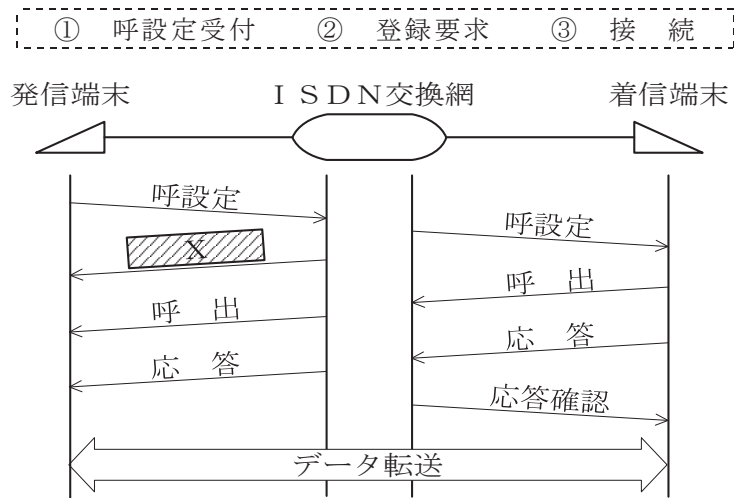 ① 呼設定受付 ② 登録要求 ③ 接 続
発信端末 ISDN交換網 着信端末
呼設定
呼設定
X
呼 出
呼 出
応 答
応 答
応答確認
データ転送